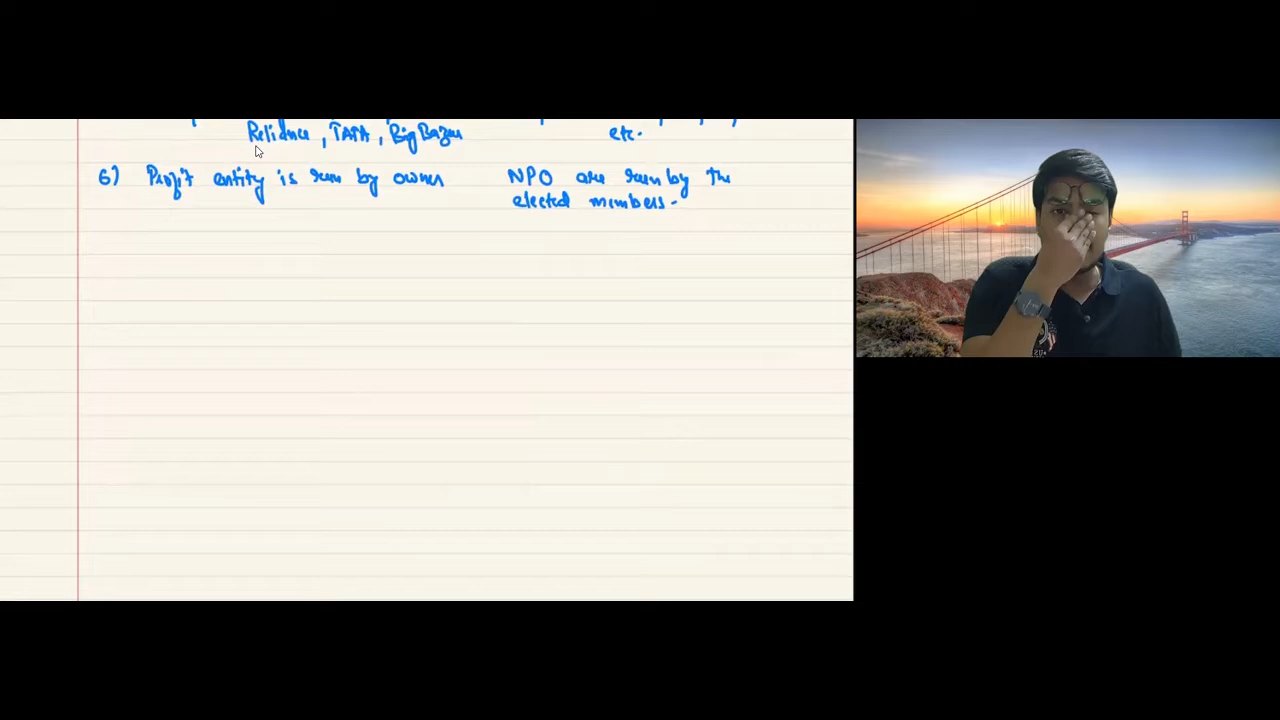 Reliance, TATA, Big Bazar
etc.
6) Profit entity is run by owner
NPO are run by the
elected members.